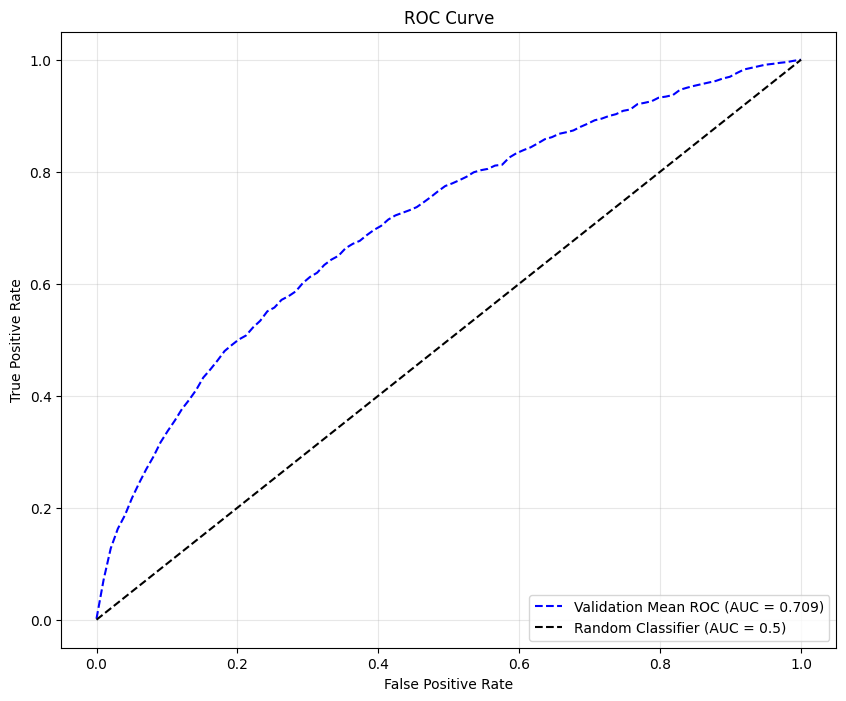 ROC Curve
1.0
0.8
0.6
0.4
0.2
0.0
True Positive Rate
Validation Mean ROC (AUC = 0.709)
Random Classifier (AUC = 0.5)
0.0 0.2 0.4 0.6 0.8 1.0
False Positive Rate